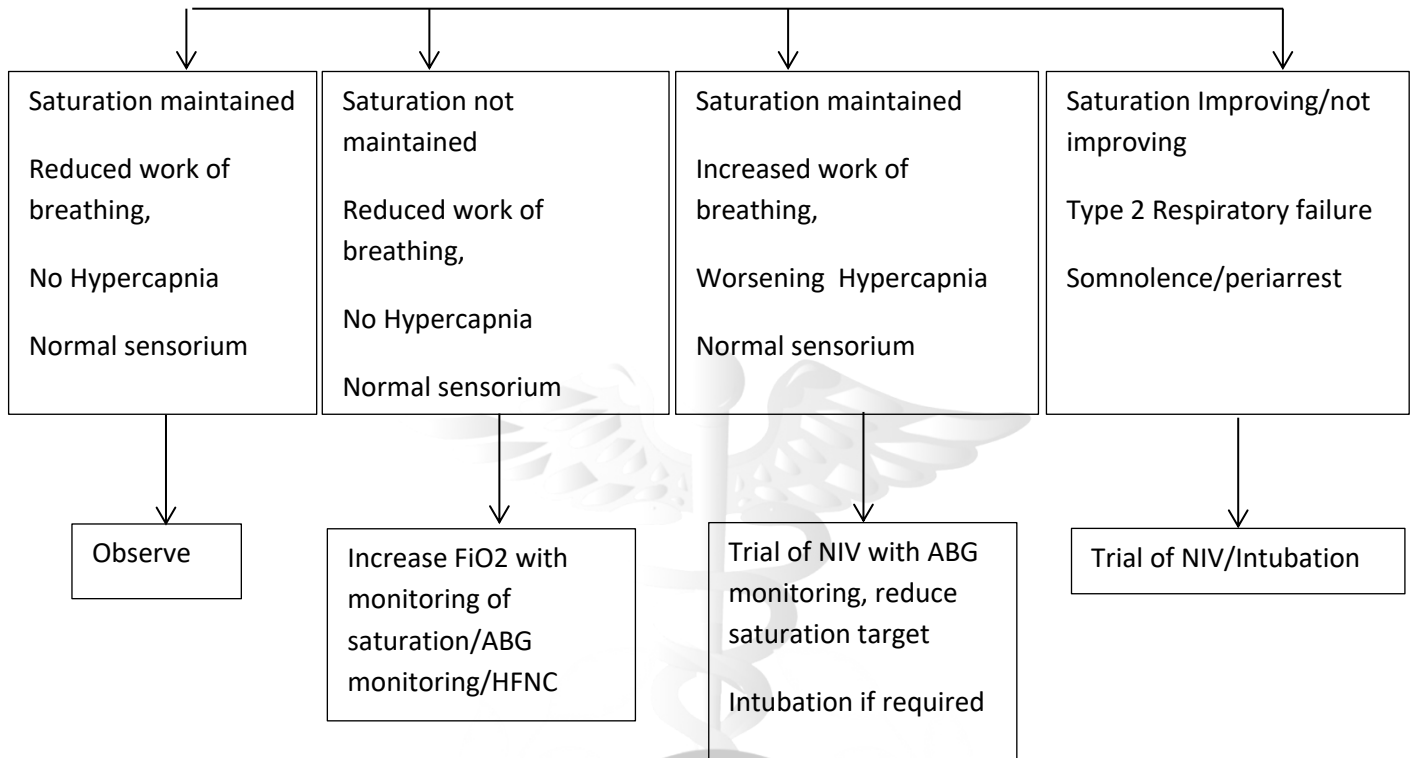 Saturation maintained
Reduced work of
breathing,
No Hypercapnia
Normal sensorium
Saturation not
maintained
Reduced work of
breathing,
No Hypercapnia
Normal sensorium
Saturation maintained
Increased work of
breathing,
Worsening  Hypercapnia
Normal sensorium
Saturation Improving/not
improving
Type 2 Respiratory failure
Somnolence/periarrest
Observe
Increase FiO2 with
monitoring of
saturation/ABG
monitoring/HFNC
Trial of NIV with ABG
monitoring, reduce
saturation target
Intubation if required
Trial of NIV/Intubation